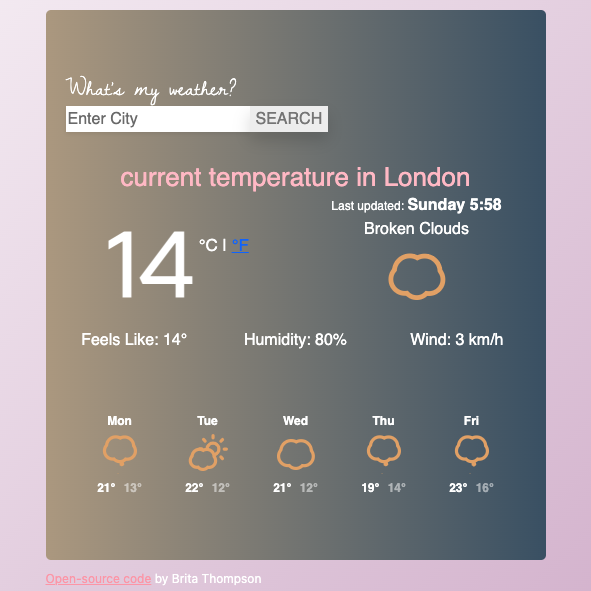 What's my weather?
Enter City SEARCH
current temperature in London
Last updated: Sunday 5:58
Broken Clouds
14 °C | °F
Feels Like: 14° Humidity: 80% Wind: 3 km/h
Mon Tue Wed Thu Fri
21° 13° 22° 12° 21° 12° 19° 14° 23° 16°
Open-source code by Brita Thompson